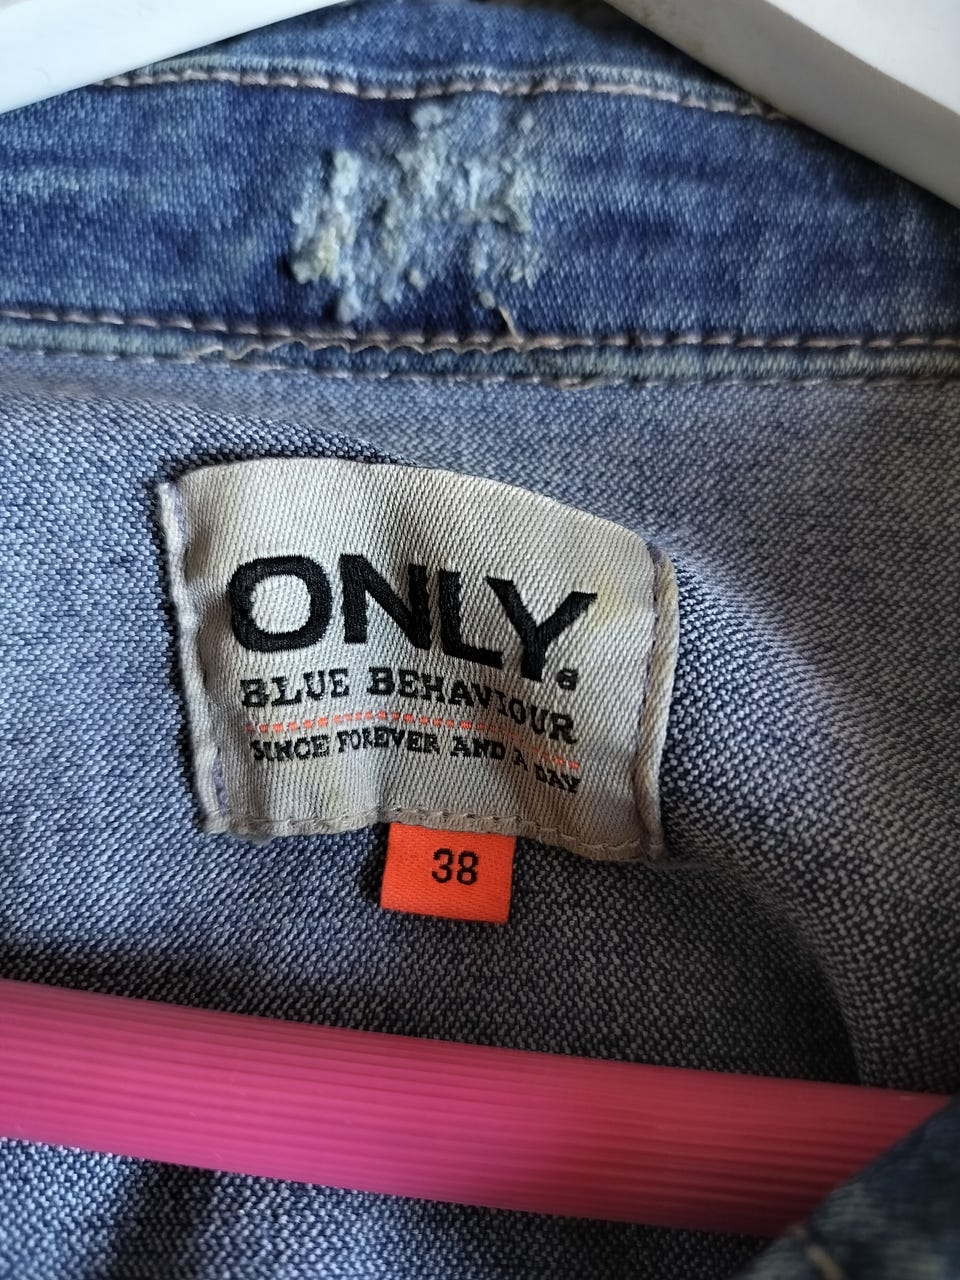 ONLY®
BLUE BEHAVIOUR
SINCE FOREVER AND A DAY
38